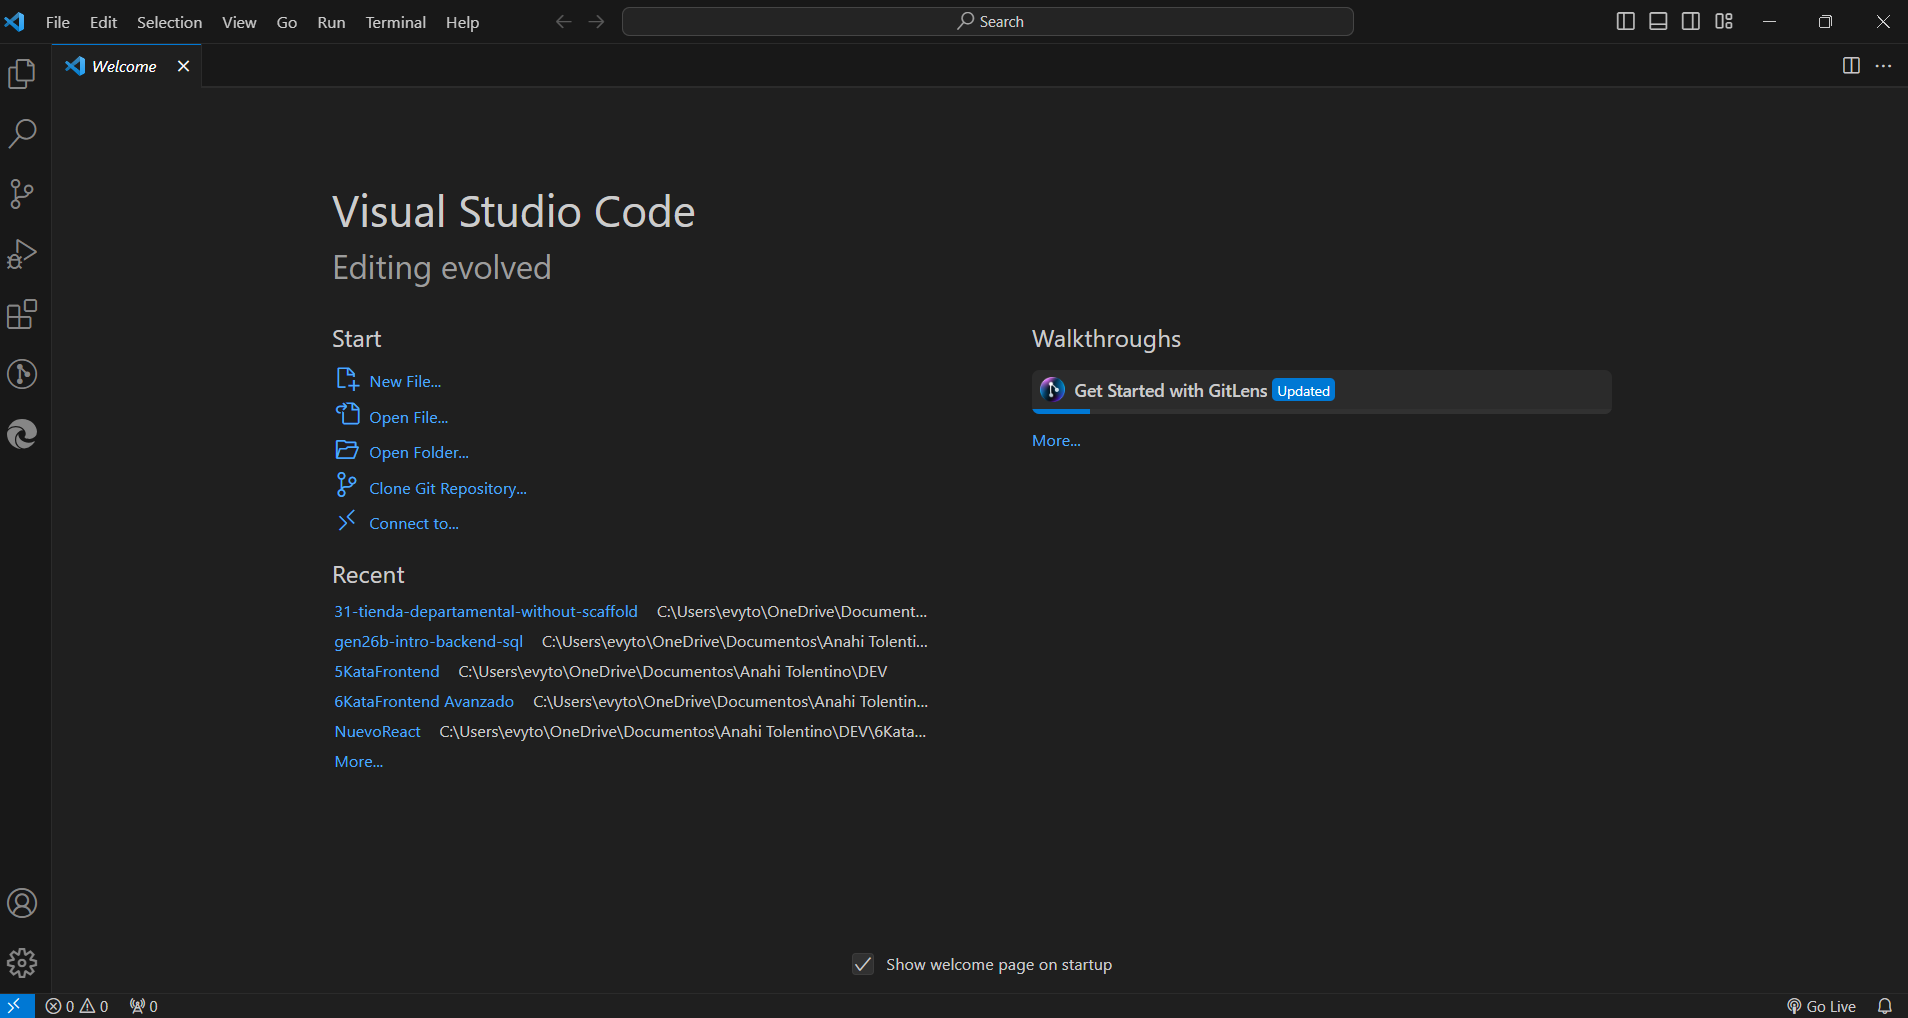 File Edit Selection View Go Run Terminal Help Search
Welcome
Visual Studio Code
Editing evolved
Start
New File...
Open File...
Open Folder...
Clone Git Repository...
Connect to...
Recent
31-tienda-departamental-without-scaffold C:\Users\evyto\OneDrive\Document...
gen26b-intro-backend-sql C:\Users\evyto\OneDrive\Documentos\Anahi Tolenti...
5KataFrontend C:\Users\evyto\OneDrive\Documentos\Anahi Tolentino\DEV
6KataFrontend Avanzado C:\Users\evyto\OneDrive\Documentos\Anahi Tolentin...
NuevoReact C:\Users\evyto\OneDrive\Documentos\Anahi Tolentino\DEV\6Kata...
More...
Walkthroughs
Get Started with GitLens Updated
More...
Show welcome page on startup
0 0 0 Go Live